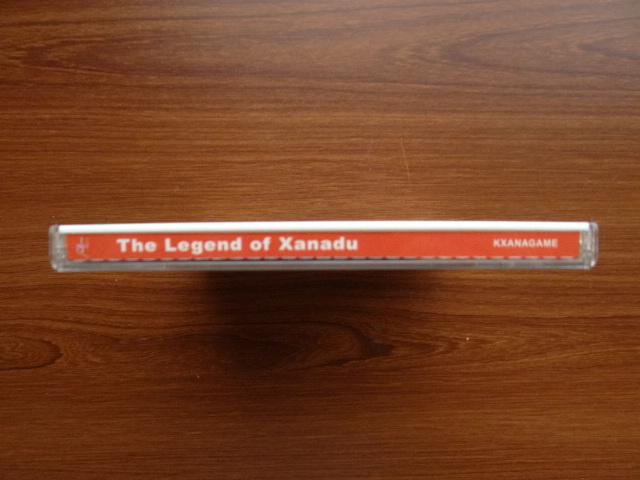 The Legend of Xanadu
KXANAGAME